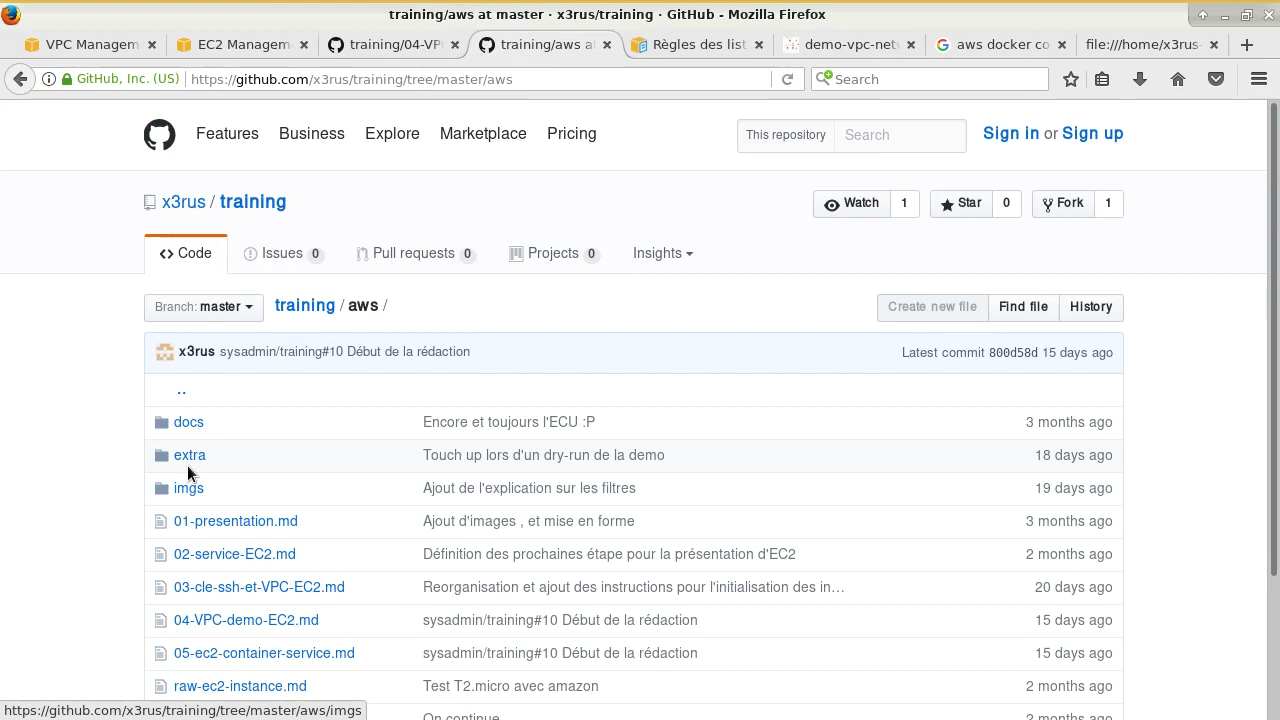 training/aws at master · x3rus/training · GitHub - Mozilla Firefox
VPC Managem
EC2 Managem
training/04-VP
training/aws a
Règles des list
demo-vpc-net
aws docker co
file:///home/x3rus-
GitHub, Inc. (US)
https://github.com/x3rus/training/tree/master/aws
Search
Features
Business
Explore
Marketplace
Pricing
This repository
Search
Sign in or Sign up
x3rus / training
Watch 1
Star 0
Fork 1
Code
Issues 0
Pull requests 0
Projects 0
Insights
Branch: master
training / aws /
Create new file
Find file
History
x3rus sysadmin/training#10 Début de la rédaction
Latest commit 800d58d 15 days ago
..
docs Encore et toujours l'ECU :P 3 months ago
extra Touch up lors d'un dry-run de la demo 18 days ago
imgs Ajout de l'explication sur les filtres 19 days ago
01-presentation.md Ajout d'images , et mise en forme 3 months ago
02-service-EC2.md Définition des prochaines étape pour la présentation d'EC2 2 months ago
03-cle-ssh-et-VPC-EC2.md Reorganisation et ajout des instructions pour l'initialisation des in… 20 days ago
04-VPC-demo-EC2.md sysadmin/training#10 Début de la rédaction 15 days ago
05-ec2-container-service.md sysadmin/training#10 Début de la rédaction 15 days ago
raw-ec2-instance.md Test T2.micro avec amazon 2 months ago
On continue 2 months ago
https://github.com/x3rus/training/tree/master/aws/imgs